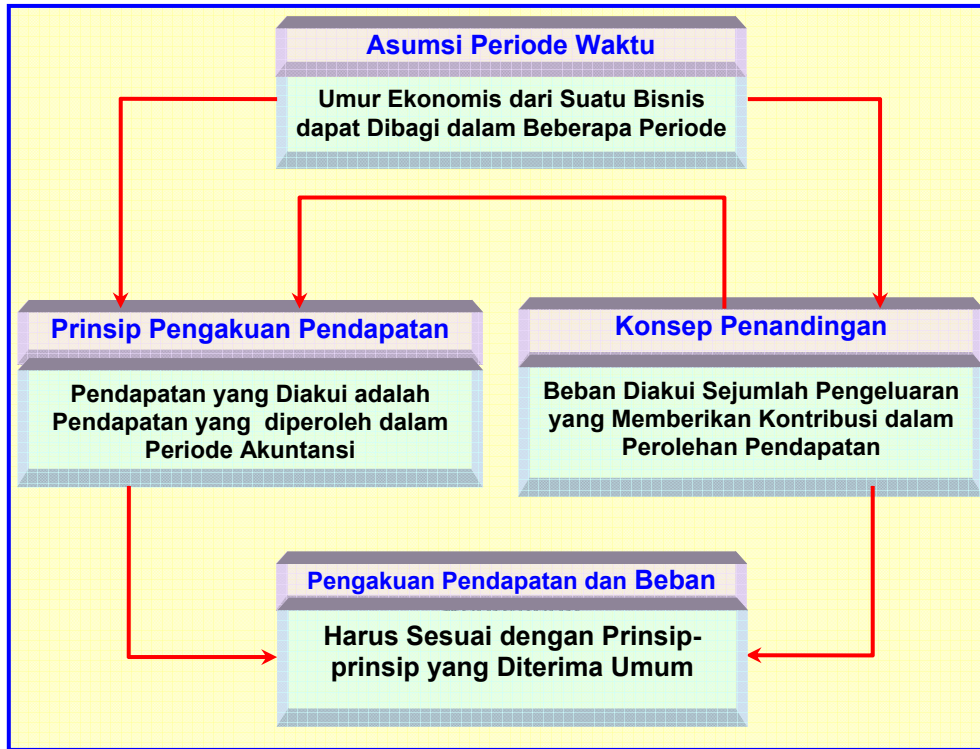 Asumsi Periode Waktu
Umur Ekonomis dari Suatu Bisnis
dapat Dibagi dalam Beberapa Periode
Prinsip Pengakuan Pendapatan
Pendapatan yang Diakui adalah
Pendapatan yang diperoleh dalam
Periode Akuntansi
Konsep Penandingan
Beban Diakui Sejumlah Pengeluaran
yang Memberikan Kontribusi dalam
Perolehan Pendapatan
Pengakuan Pendapatan dan Beban
Harus Sesuai dengan Prinsip-
prinsip yang Diterima Umum